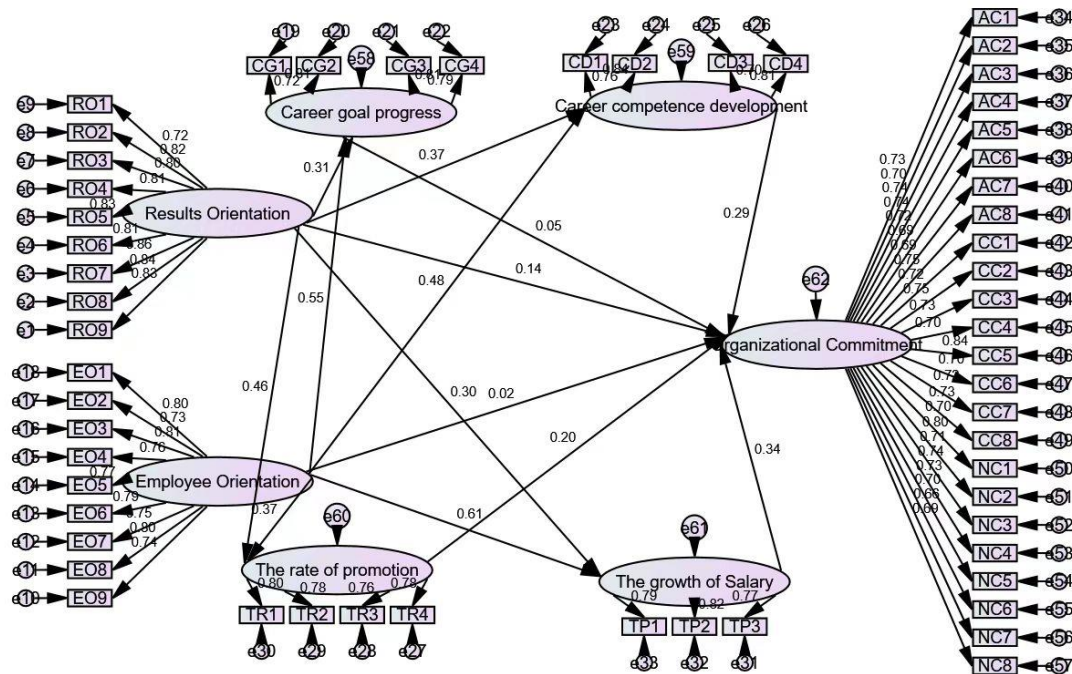 e19
e20
e21
e22
e58
CG1
CG2
CG3
CG4
0.72
0.79
Career goal progress
e23
e24
e25
e26
e59
CD1
CD2
CD3
CD4
0.76
0.81
Career competence development
e9
RO1
e8
RO2
e7
RO3
e6
RO4
e5
RO5
e4
RO6
e3
RO7
e2
RO8
e1
RO9
0.72
0.82
0.80
0.81
0.83
0.81
0.86
0.84
0.83
Results Orientation
0.31
0.37
0.05
0.29
0.14
0.48
0.55
0.46
0.30
0.02
0.20
0.34
0.37
0.61
e18
EO1
e17
EO2
e16
EO3
e15
EO4
e14
EO5
e13
EO6
e12
EO7
e11
EO8
e10
EO9
0.80
0.73
0.81
0.76
0.77
0.79
0.75
0.80
0.74
Employee Orientation
e60
The rate of promotion
0.80
0.78
0.76
0.78
TR1
TR2
TR3
TR4
e30
e29
e28
e27
e61
The growth of Salary
0.79
0.82
0.77
TP1
TP2
TP3
e33
e32
e31
e62
Organizational Commitment
0.73
0.70
0.74
0.74
0.72
0.69
0.69
0.75
0.72
0.75
0.73
0.70
0.84
0.73
0.70
0.80
0.71
0.74
0.73
0.70
0.66
0.69
AC1
e34
AC2
e35
AC3
e36
AC4
e37
AC5
e38
AC6
e39
AC7
e40
AC8
e41
CC1
e42
CC2
e43
CC3
e44
CC4
e45
CC5
e46
CC6
e47
CC7
e48
CC8
e49
NC1
e50
NC2
e51
NC3
e52
NC4
e53
NC5
e54
NC6
e55
NC7
e56
NC8
e57